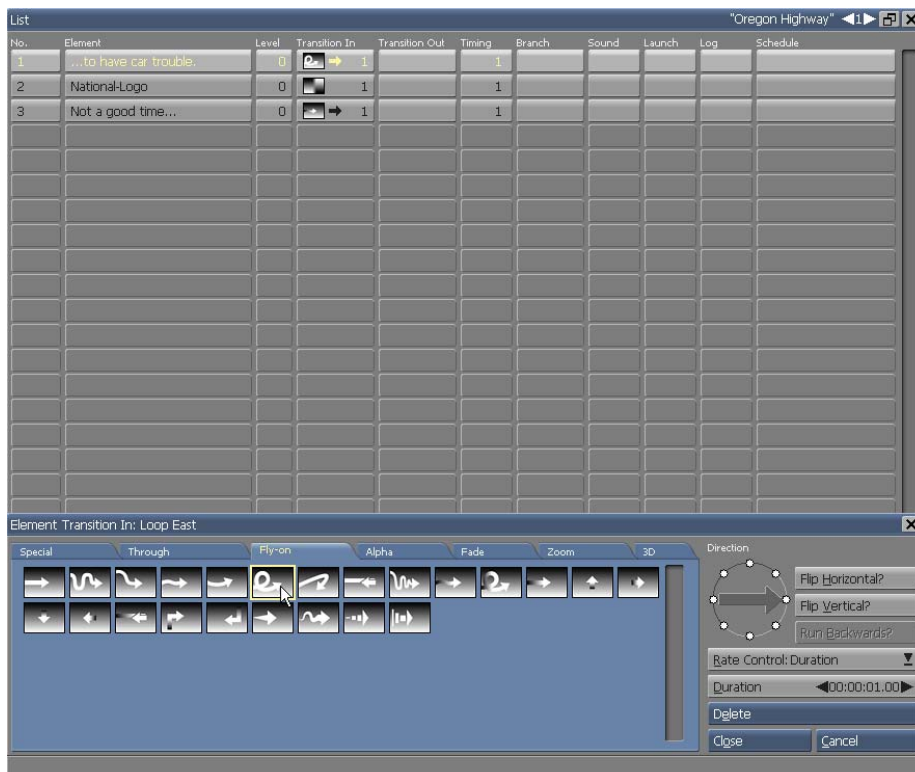 List "Oregon Highway" 1
No. Element Level Transition In Transition Out Timing Branch Sound Launch Log Schedule
1 ...to have car trouble. 0 1 1
2 National-Logo 0 1 1
3 Not a good time... 0 1 1
Element Transition In: Loop East
Special Through Fly-on Alpha Fade Zoom 3D Direction
Flip Horizontal?
Flip Vertical?
Run Backwards?
Rate Control: Duration
Duration 00:00:01.00
Delete
Close Cancel